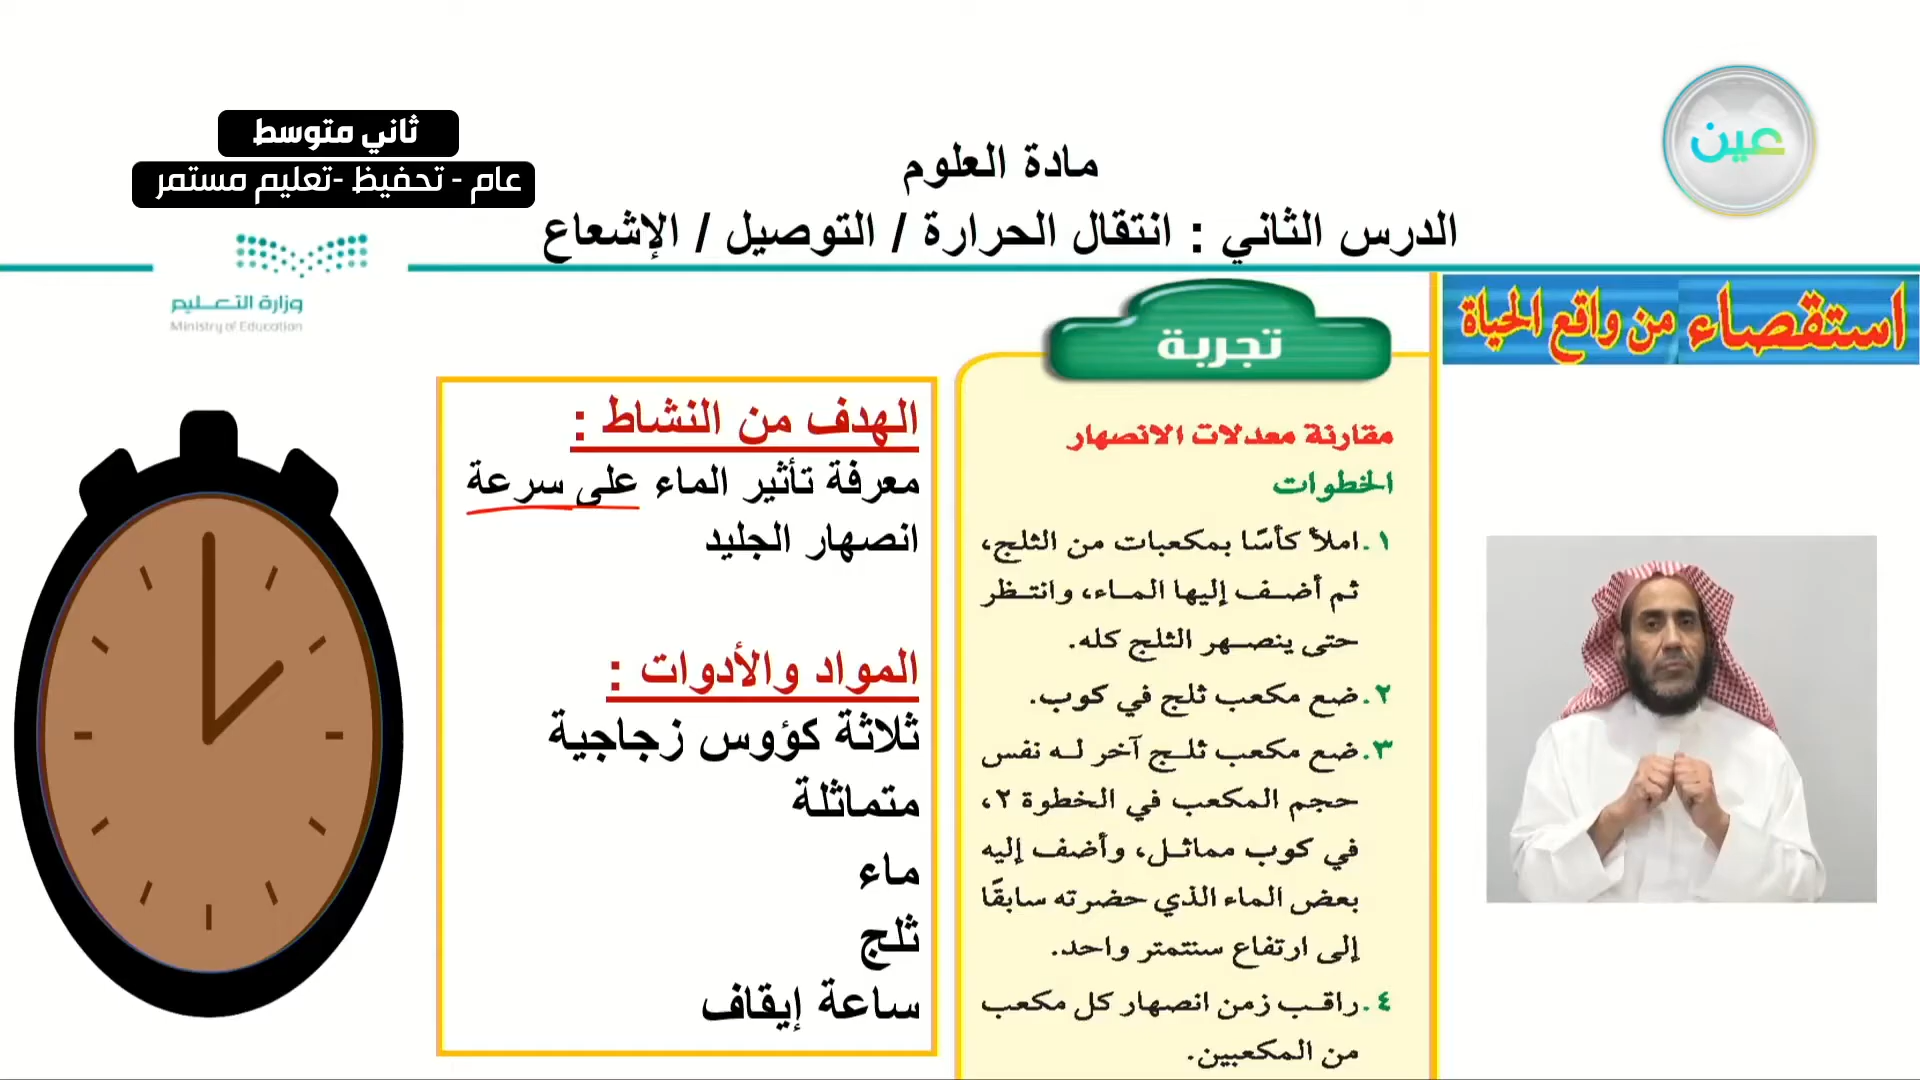 ثاني متوسط
عام - تحفيظ -تعليم مستمر
عين
مادة العلوم
الدرس الثاني : انتقال الحرارة / التوصيل / الإشعاع
وزارة التعليم
Ministry of Education
استقصاء من واقع الحياة
تجربة
مقارنة معدلات الانصهار
الخطوات
١. املأ كأسًا بمكعبات من الثلج،
ثم أضف إليها الماء، وانتظر
حتى ينصهر الثلج كله.
٢. ضع مكعب ثلج في كوب.
٣. ضع مكعب ثلج آخر له نفس
حجم المكعب في الخطوة ٢،
في كوب مماثل، وأضف إليه
بعض الماء الذي حضرته سابقًا
إلى ارتفاع سنتمتر واحد.
٤. راقب زمن انصهار كل مكعب
من المكعبين.
الهدف من النشاط :
معرفة تأثير الماء على سرعة
انصهار الجليد
المواد والأدوات :
ثلاثة كؤوس زجاجية
متماثلة
ماء
ثلج
ساعة إيقاف